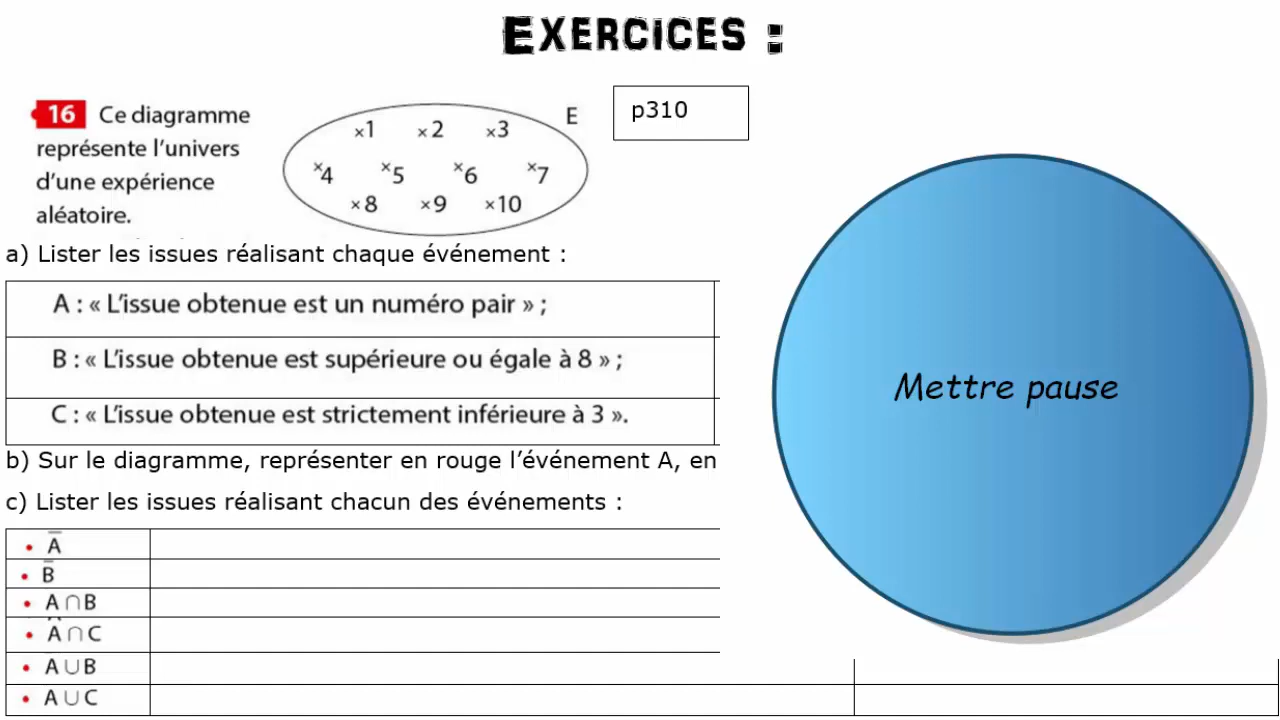 EXERCICES :
16 Ce diagramme
représente l'univers
d'une expérience
aléatoire.
E
×1 ×2 ×3
×4 ×5 ×6 ×7
×8 ×9 ×10
p310
a) Lister les issues réalisant chaque événement :
A : « L'issue obtenue est un numéro pair » ;
B : « L'issue obtenue est supérieure ou égale à 8 » ;
C : « L'issue obtenue est strictement inférieure à 3 ».
Mettre pause
b) Sur le diagramme, représenter en rouge l'événement A, en
c) Lister les issues réalisant chacun des événements :
• A̅
• B̅
• A ∩ B
• A ∩ C
• A ∪ B
• A ∪ C